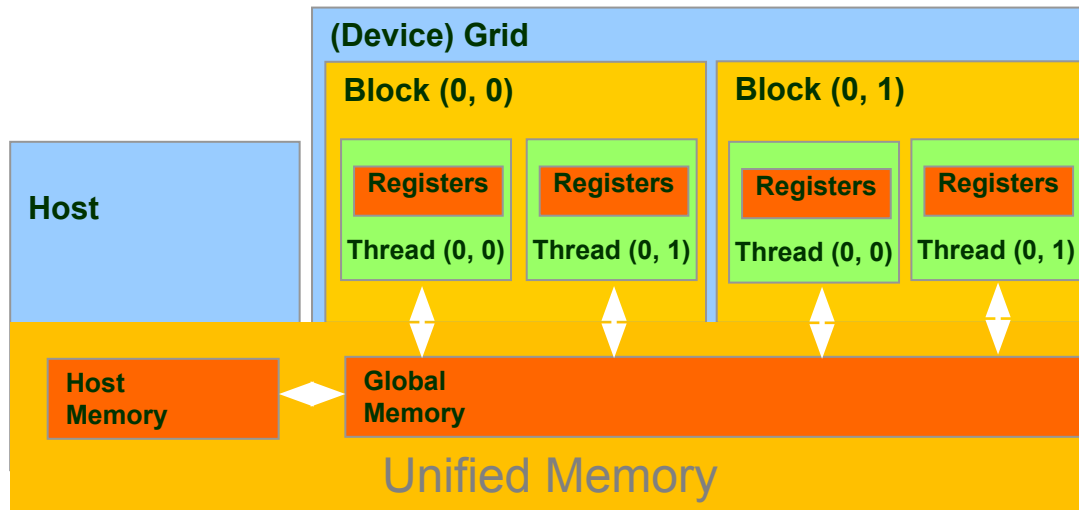 (Device) Grid
Block (0, 0)
Block (0, 1)
Registers
Registers
Registers
Registers
Host
Thread (0, 0)
Thread (0, 1)
Thread (0, 0)
Thread (0, 1)
Host
Memory
Global
Memory
Unified Memory